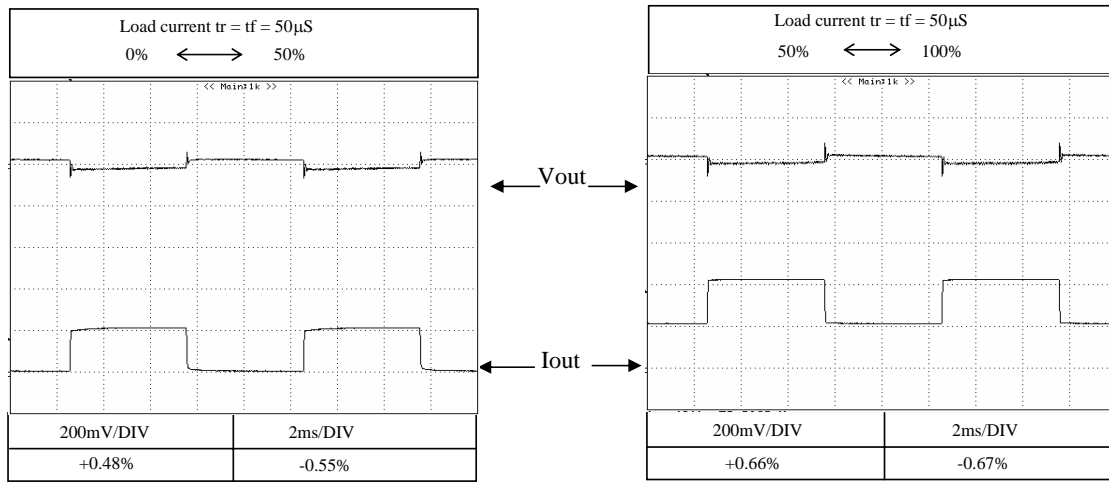 Load current tr = tf = 50μS
0% 50%
<< Main:1k >>
200mV/DIV 2ms/DIV
+0.48% -0.55%
Vout
Iout
Load current tr = tf = 50μS
50% 100%
<< Main:1k >>
200mV/DIV 2ms/DIV
+0.66% -0.67%